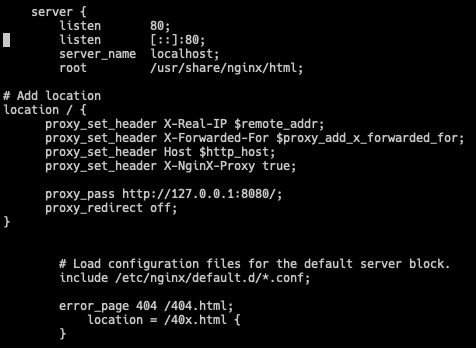 server {
listen 80;
listen [::]:80;
server_name localhost;
root /usr/share/nginx/html;
# Add location
location / {
proxy_set_header X-Real-IP $remote_addr;
proxy_set_header X-Forwarded-For $proxy_add_x_forwarded_for;
proxy_set_header Host $http_host;
proxy_set_header X-NginX-Proxy true;
proxy_pass http://127.0.0.1:8080/;
proxy_redirect off;
}
# Load configuration files for the default server block.
include /etc/nginx/default.d/*.conf;
error_page 404 /404.html;
location = /40x.html {
}